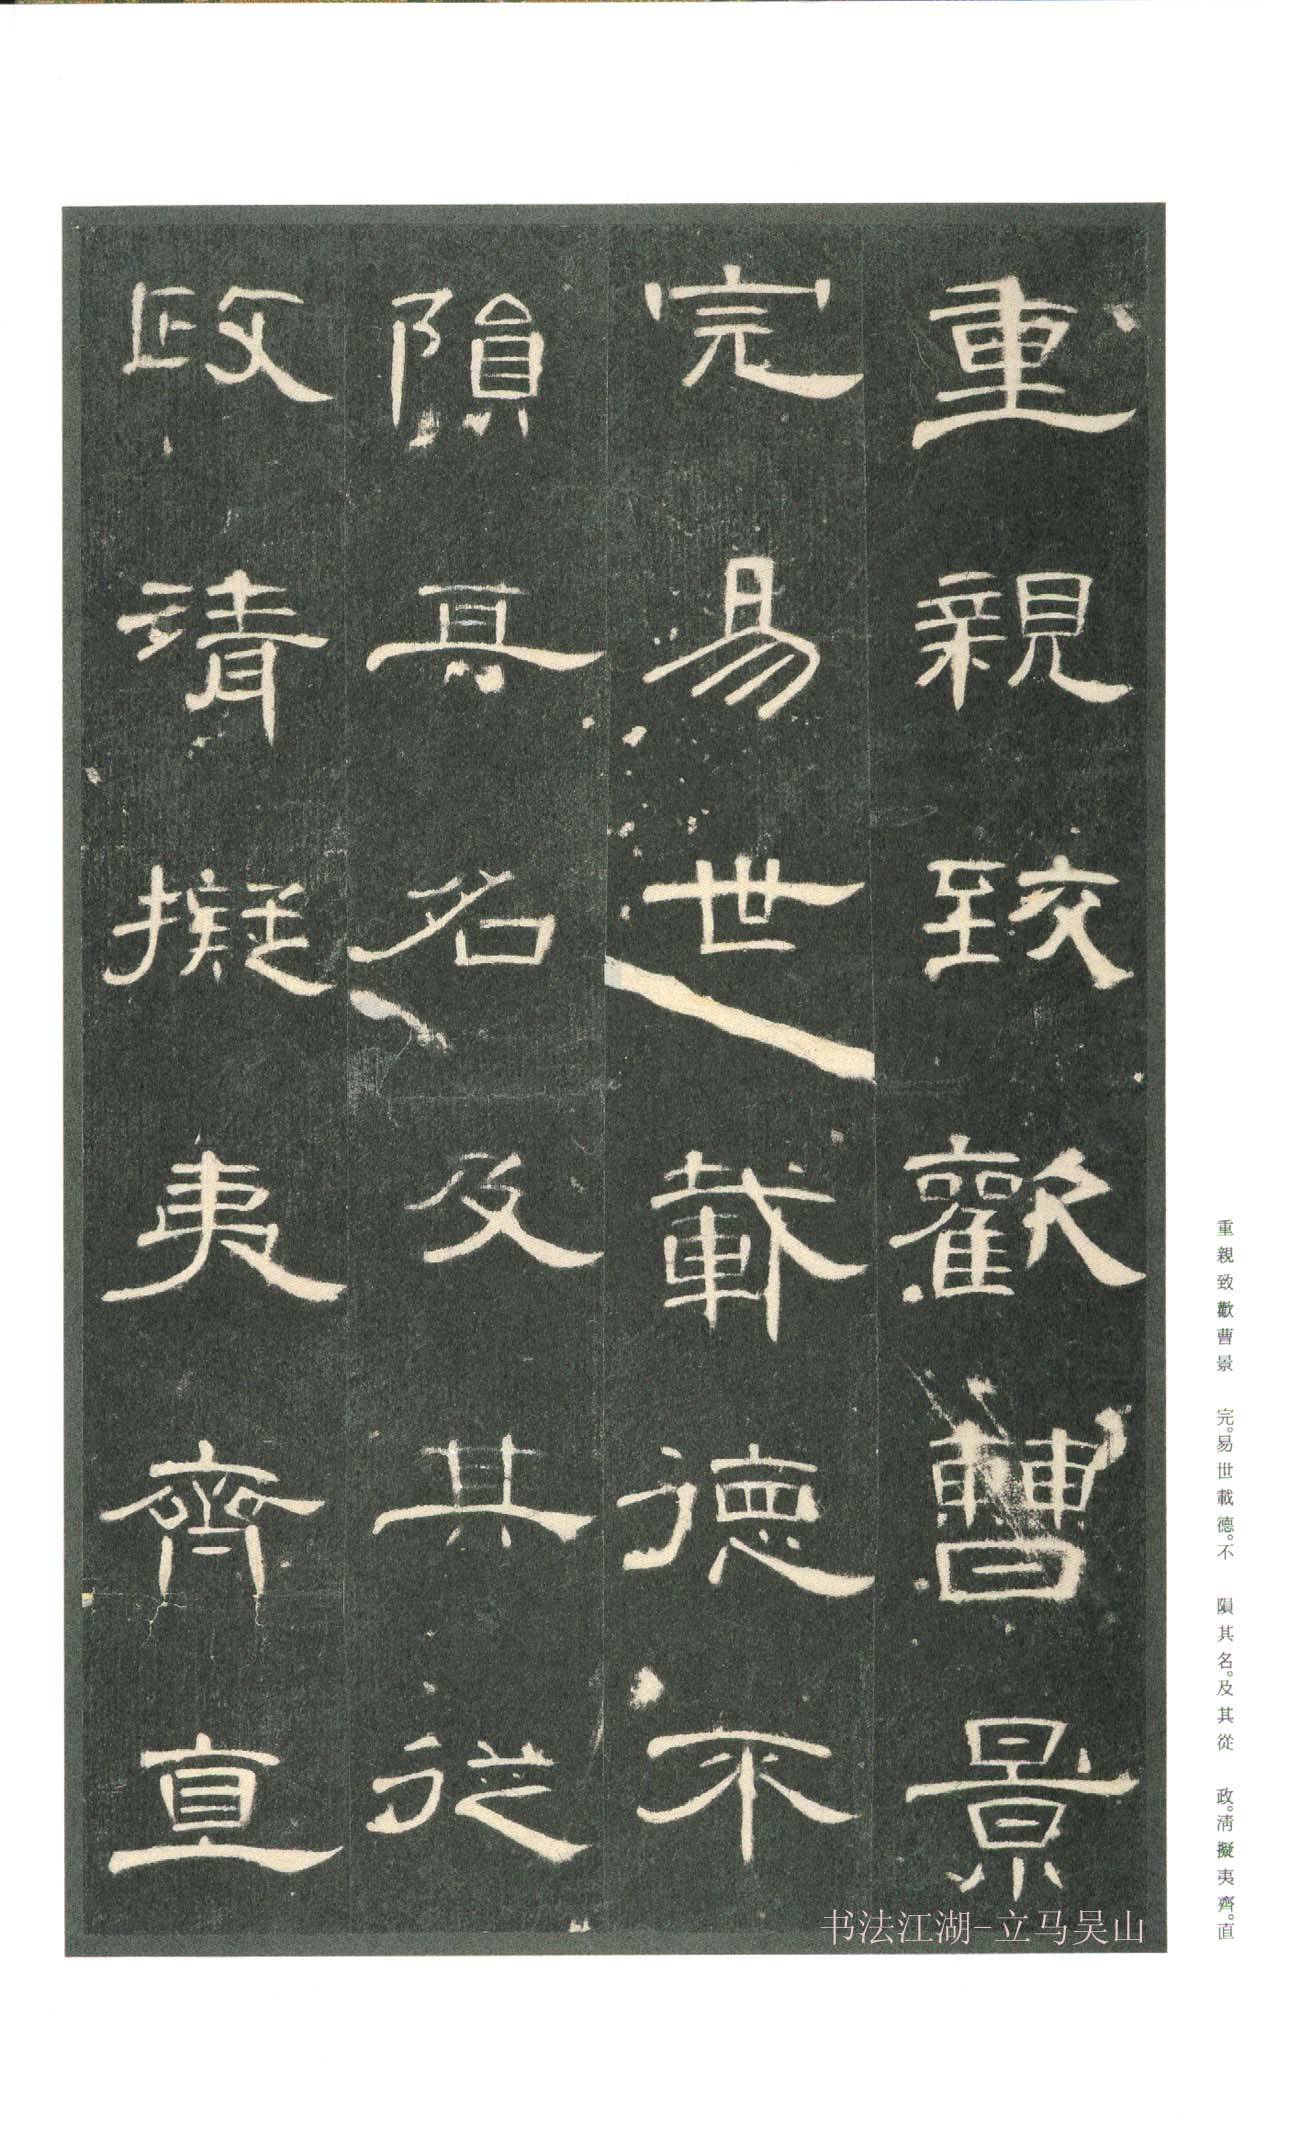 重親致歡曹景
完易世載德不
隕其名及其從
政清擬夷齊直
重親致歡曹景　完。易世載德。不　隕其名。及其從　政。清擬夷齊。直
书法江湖-立马吴山